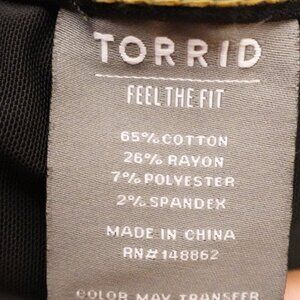 TORRID
FEEL THE FIT
65% COTTON
26% RAYON
7% POLYESTER
2% SPANDEX
MADE IN CHINA
RN# 148862
COLOR MAY TRANSFER